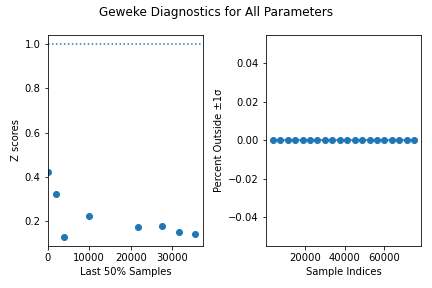 Geweke Diagnostics for All Parameters
Z scores
1.0
0.8
0.6
0.4
0.2
0 10000 20000 30000
Last 50% Samples
Percent Outside ±1σ
0.04
0.02
0.00
−0.02
−0.04
20000 40000 60000
Sample Indices